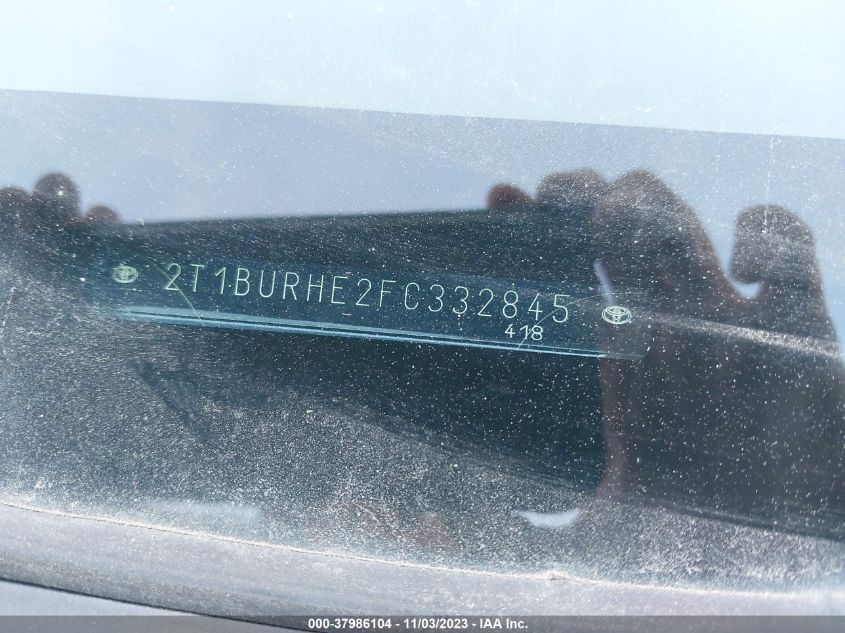 2T1BURHE2FC332845
418
000-37986104 - 11/03/2023 - IAA Inc.